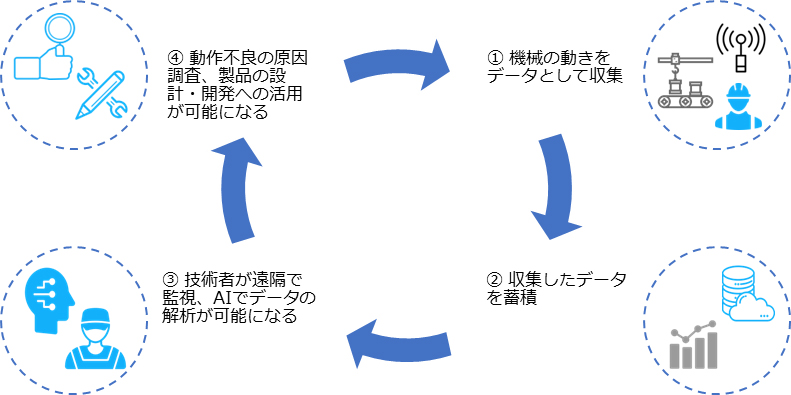 ① 機械の動きを
データとして収集
② 収集したデータ
を蓄積
③ 技術者が遠隔で
監視、AIでデータの
解析が可能になる
④ 動作不良の原因
調査、製品の設
計・開発への活用
が可能になる